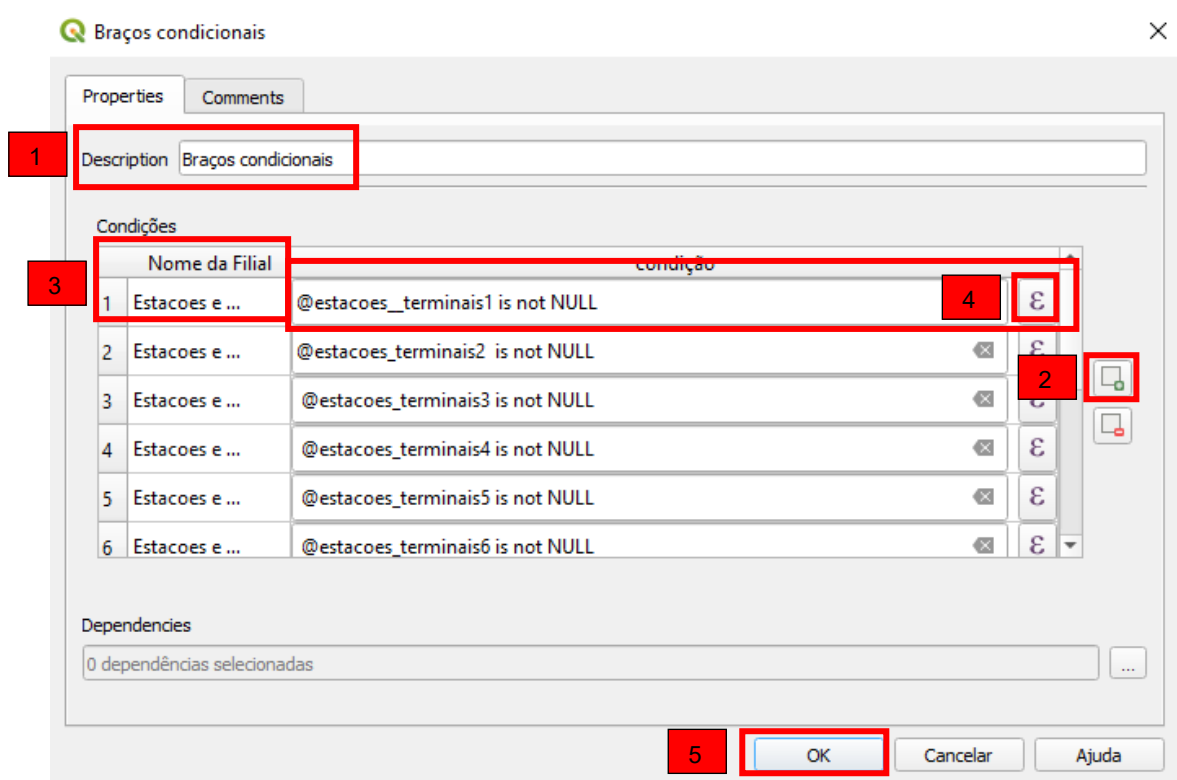 Braços condicionais
Properties Comments
1 Description Braços condicionais
Condições
Nome da Filial condição
3 1 Estacoes e ... @estacoes__terminais1 is not NULL 4 ε
2 Estacoes e ... @estacoes_terminais2  is not NULL ε
2
3 Estacoes e ... @estacoes_terminais3 is not NULL ε
4 Estacoes e ... @estacoes_terminais4 is not NULL ε
5 Estacoes e ... @estacoes_terminais5 is not NULL ε
6 Estacoes e ... @estacoes_terminais6 is not NULL ε
Dependencies
0 dependências selecionadas ...
5 OK Cancelar Ajuda